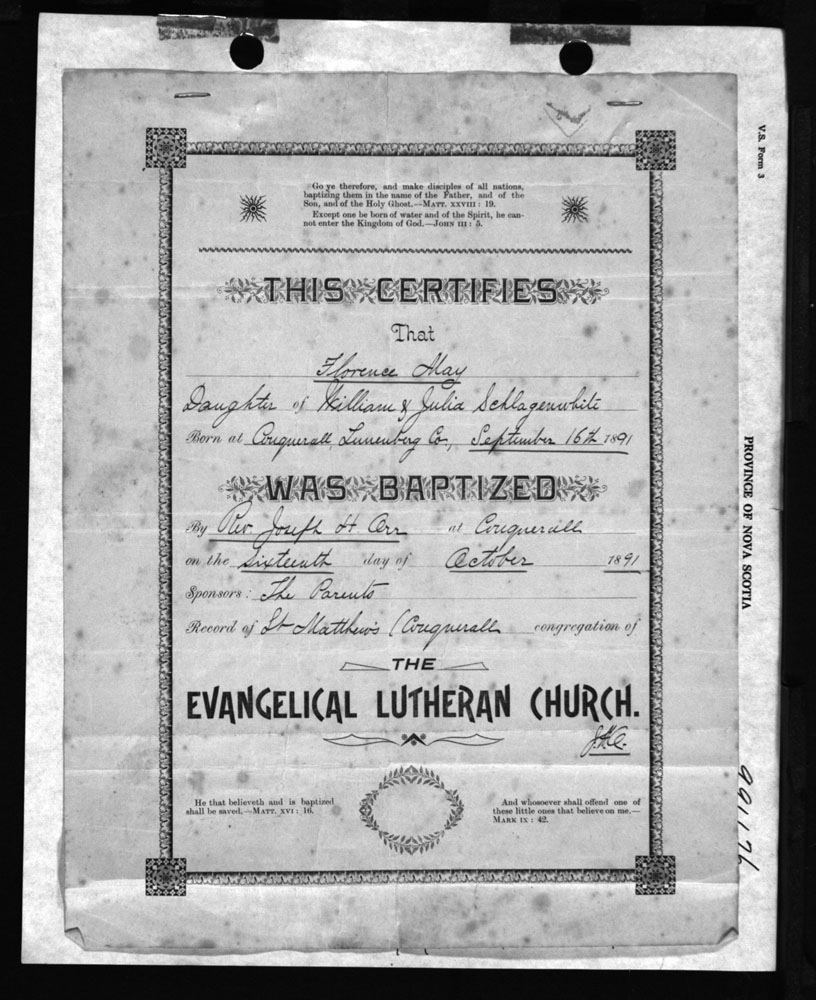 Go ye therefore, and make disciples of all nations,
baptizing them in the name of the Father, and of the
Son, and of the Holy Ghost.—MATT. XXVIII: 19.
Except one be born of water and of the Spirit, he can-
not enter the Kingdom of God.—JOHN III: 5.
THIS CERTIFIES
That
Florence May
Daughter of William & Julia Schlagenwhite
Born at Conquerall, Lunenburg Co., September 16th 1891
WAS BAPTIZED
By Rev Joseph H Orr at Conquerall
on the Sixteenth day of October 1891
Sponsors: The Parents
Record of St Matthew's (Conquerall congregation of
THE
EVANGELICAL LUTHERAN CHURCH.
He that believeth and is baptized
shall be saved.—MATT. XVI: 16.
And whosoever shall offend one of
these little ones that believe on me.—
MARK IX: 42.
V.S. Form 3
PROVINCE OF NOVA SCOTIA
991176